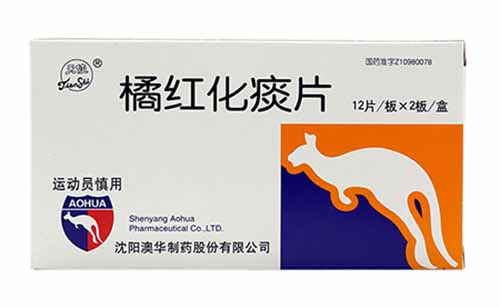 国药准字Z10980078
橘红化痰片
12片/板×2板/盒
运动员慎用
AOHUA
Shenyang Aohua
Pharmaceutical Co.,LTD.
沈阳澳华制药股份有限公司